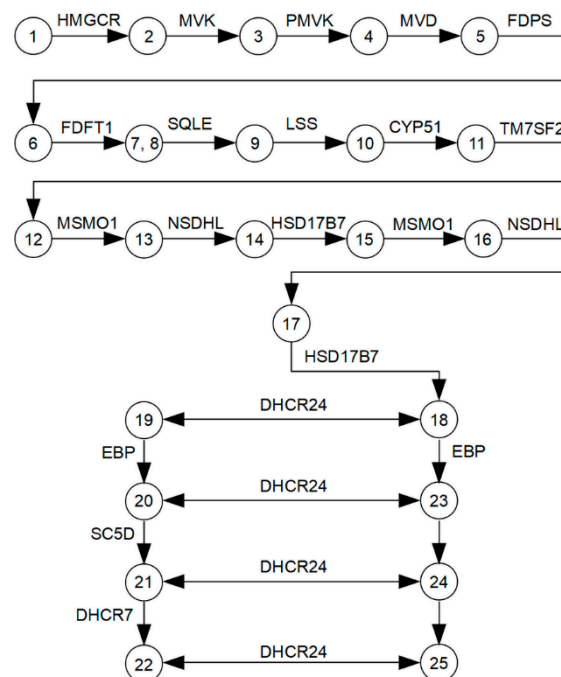 HMGCR MVK PMVK MVD FDPS
1 2 3 4 5
FDFT1 SQLE LSS CYP51 TM7SF2
6 7, 8 9 10 11
MSMO1 NSDHL HSD17B7 MSMO1 NSDHL
12 13 14 15 16
17
HSD17B7
DHCR24
19 18
EBP EBP
DHCR24
20 23
SC5D
DHCR24
21 24
DHCR7
DHCR24
22 25